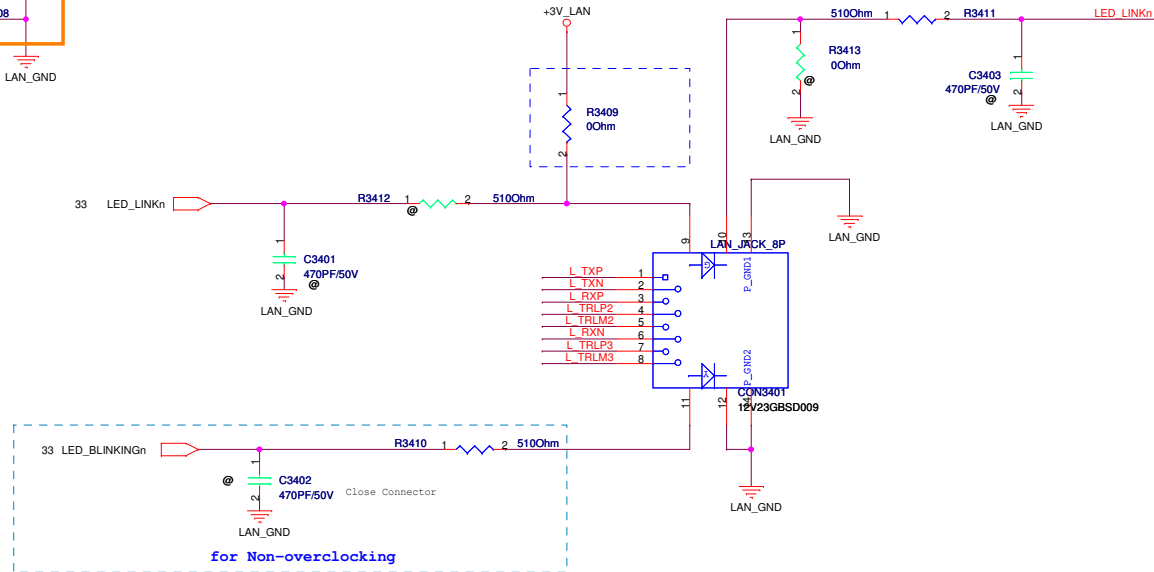 08
LAN_GND
+3V_LAN
R3409
0Ohm
1
2
510Ohm
1
2
R3411
LED_LINKn
1
R3413
0Ohm
@
2
LAN_GND
1
C3403
470PF/50V
@
2
LAN_GND
33
LED_LINKn
R3412
1
@
2
510Ohm
1
C3401
470PF/50V
@
2
LAN_GND
LAN_GND
9
10
13
LAN_JACK_8P
G
P_GND1
L_TXP
1
L_TXN
2
L_RXP
3
L_TRLP2
4
L_TRLM2
5
L_RXN
6
L_TRLP3
7
L_TRLM3
8
Y
P_GND2
CON3401
12V23GBSD009
11
12
14
33
LED_BLINKINGn
R3410
1
2
510Ohm
1
@
C3402
470PF/50V
2
Close Connector
LAN_GND
LAN_GND
for Non-overclocking